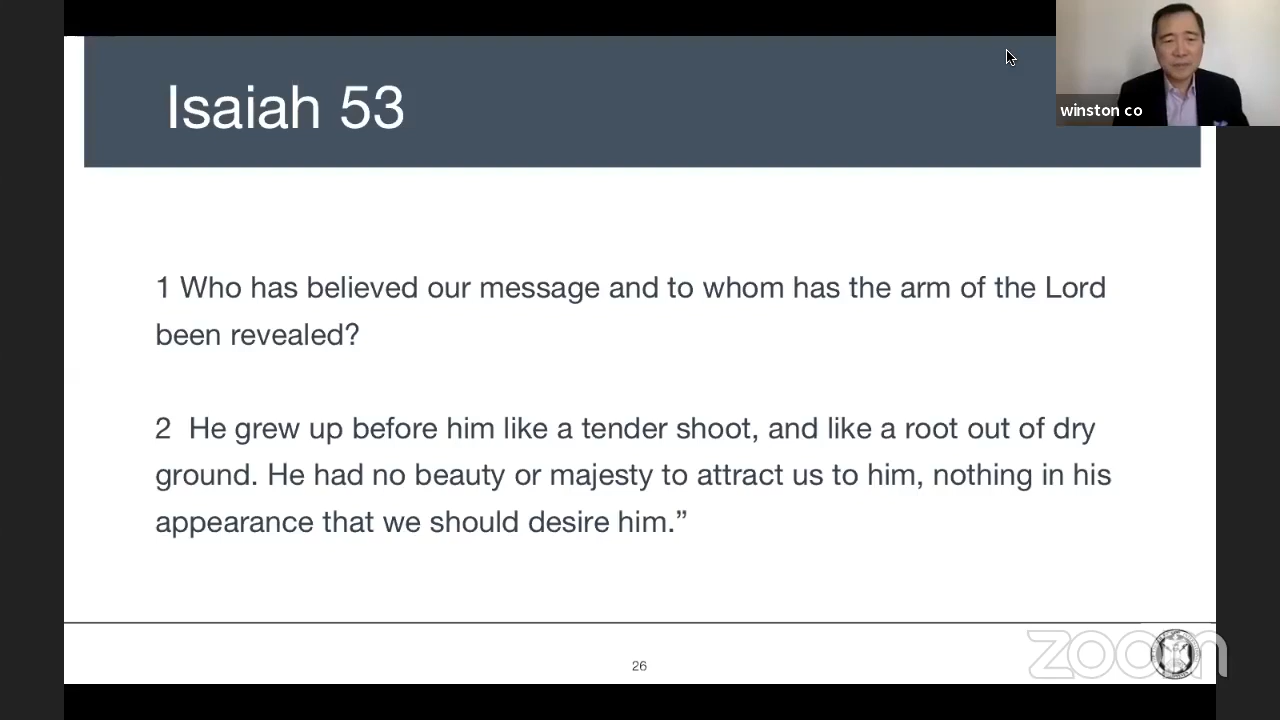 Isaiah 53
winston co
1 Who has believed our message and to whom has the arm of the Lord
been revealed?
2  He grew up before him like a tender shoot, and like a root out of dry
ground. He had no beauty or majesty to attract us to him, nothing in his
appearance that we should desire him.”
26
zoom